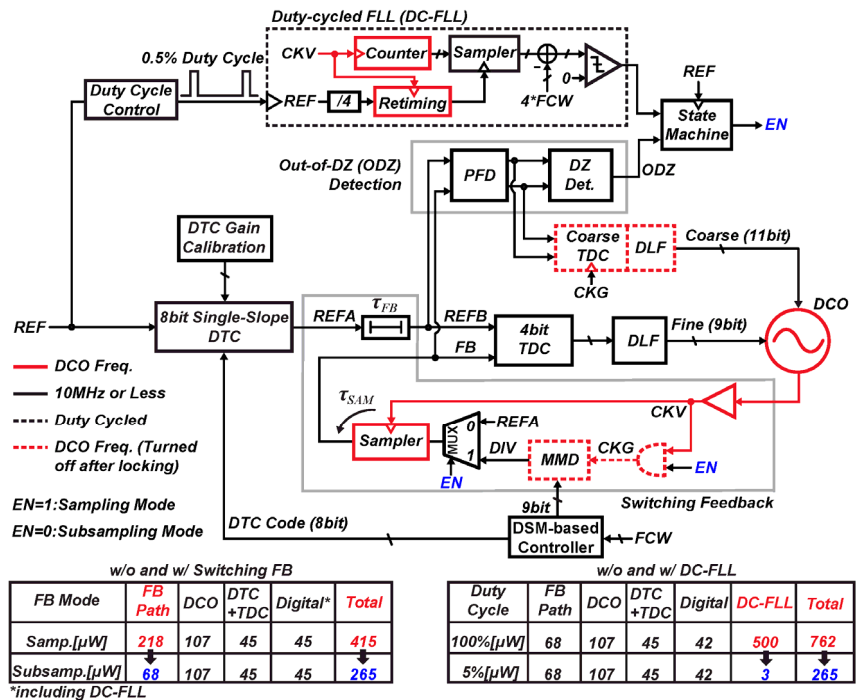 Duty-cycled FLL (DC-FLL)
0.5% Duty Cycle
CKV
Counter
Sampler
−
0
4*FCW
Duty Cycle
Control
REF
/4
Retiming
REF
State
Machine
EN
Out-of-DZ (ODZ)
Detection
PFD
DZ
Det.
ODZ
DTC Gain
Calibration
Coarse
TDC
DLF
Coarse (11bit)
CKG
DCO
REF
8bit Single-Slope
DTC
REFA
τFB
REFB
FB
4bit
TDC
DLF
Fine (9bit)
DCO Freq.
10MHz or Less
Duty Cycled
DCO Freq. (Turned
off after locking)
τSAM
CKV
Sampler
MUX
0
1
REFA
DIV
MMD
CKG
EN
EN
EN=1:Sampling Mode
EN=0:Subsampling Mode
9bit
Switching Feedback
DTC Code (8bit)
DSM-based
Controller
FCW
w/o and w/ Switching FB
FB Mode FB Path DCO DTC +TDC Digital* Total
Samp.[μW] 218 107 45 45 415
Subsamp.[μW] 68 107 45 45 265
*including DC-FLL
w/o and w/ DC-FLL
Duty Cycle FB Path DCO DTC +TDC Digital DC-FLL Total
100%[μW] 68 107 45 42 500 762
5%[μW] 68 107 45 42 3 265